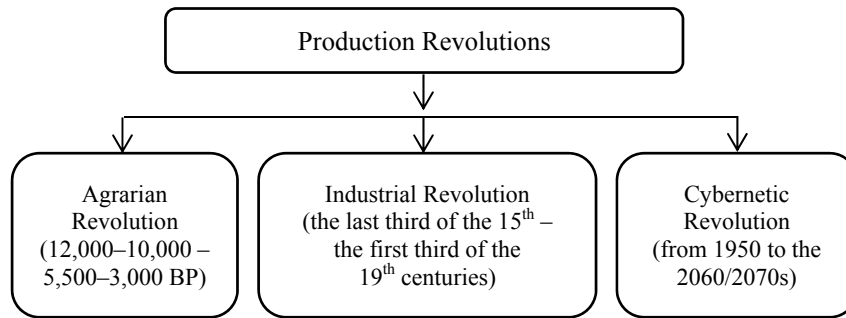 Production Revolutions
Agrarian
Revolution
(12,000–10,000 –
5,500–3,000 BP)
Industrial Revolution
(the last third of the 15th –
the first third of the
19th centuries)
Cybernetic
Revolution
(from 1950 to the
2060/2070s)